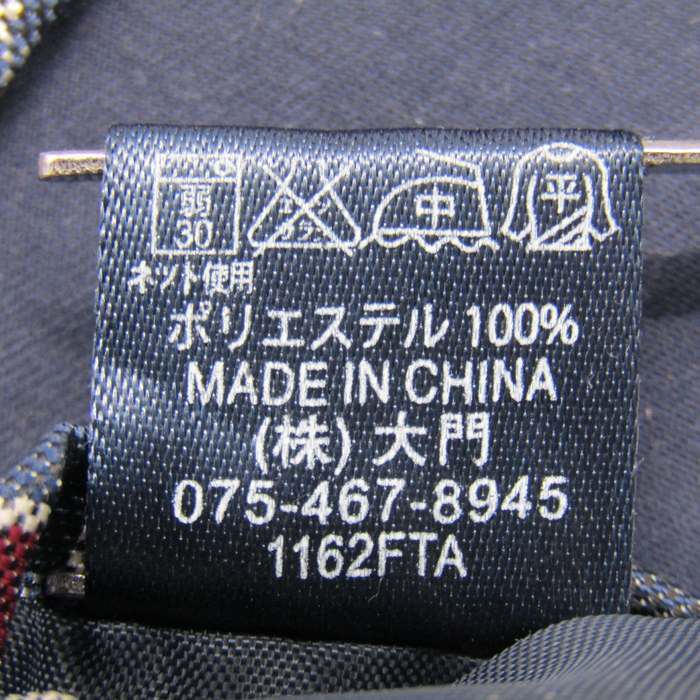 弱 中 平
30
ネット使用
ポリエステル 100%
MADE IN CHINA
(株) 大門
075-467-8945
1162FTA